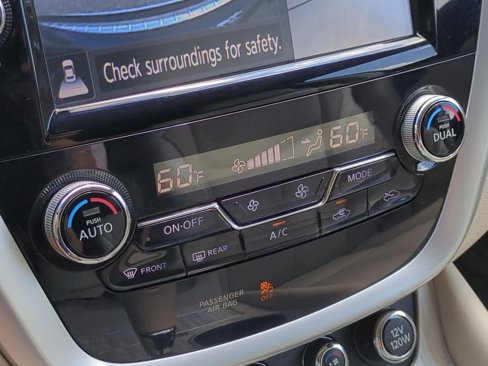 Check surroundings for safety.
60°F
60°F
PUSH
AUTO
PUSH
DUAL
ON·OFF
MODE
FRONT
REAR
A/C
PASSENGER
AIR BAG
OFF
12V
120W